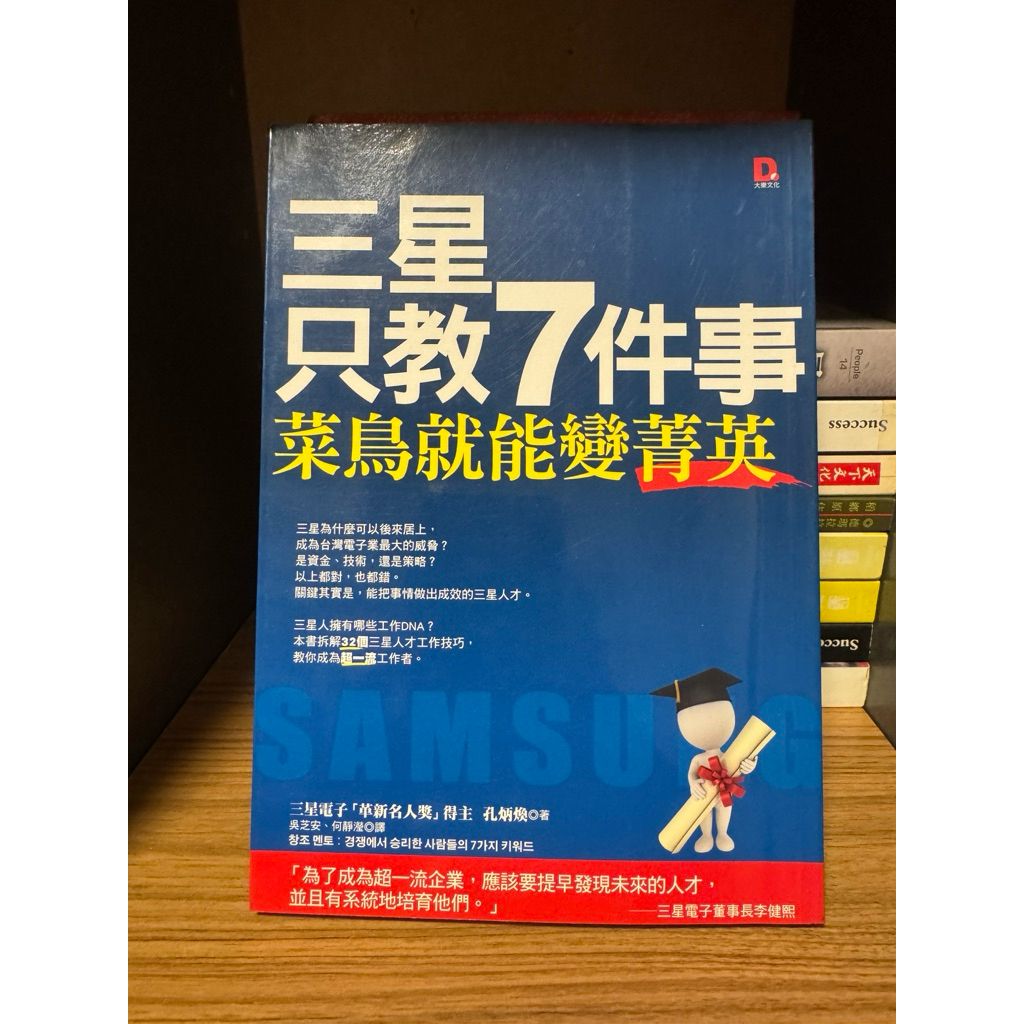 D
大樂文化
三星
只教7件事
菜鳥就能變菁英
三星為什麼可以後來居上，
成為台灣電子業最大的威脅？
是資金、技術，還是策略？
以上都對，也都錯。
關鍵其實是，能把事情做出成效的三星人才。
三星人擁有哪些工作DNA？
本書拆解32個三星人才工作技巧，
教你成為超一流工作者。
SAMSUNG
三星電子「革新名人獎」得主 孔炳煥◎著
吳芝安、何靜瀅◎譯
창조 멘토 : 경쟁에서 승리한 사람들의 7가지 키워드
「為了成為超一流企業，應該要提早發現未來的人才，
並且有系統地培育他們。」
——三星電子董事長李健熙
People
14
Success
天下文化
Success